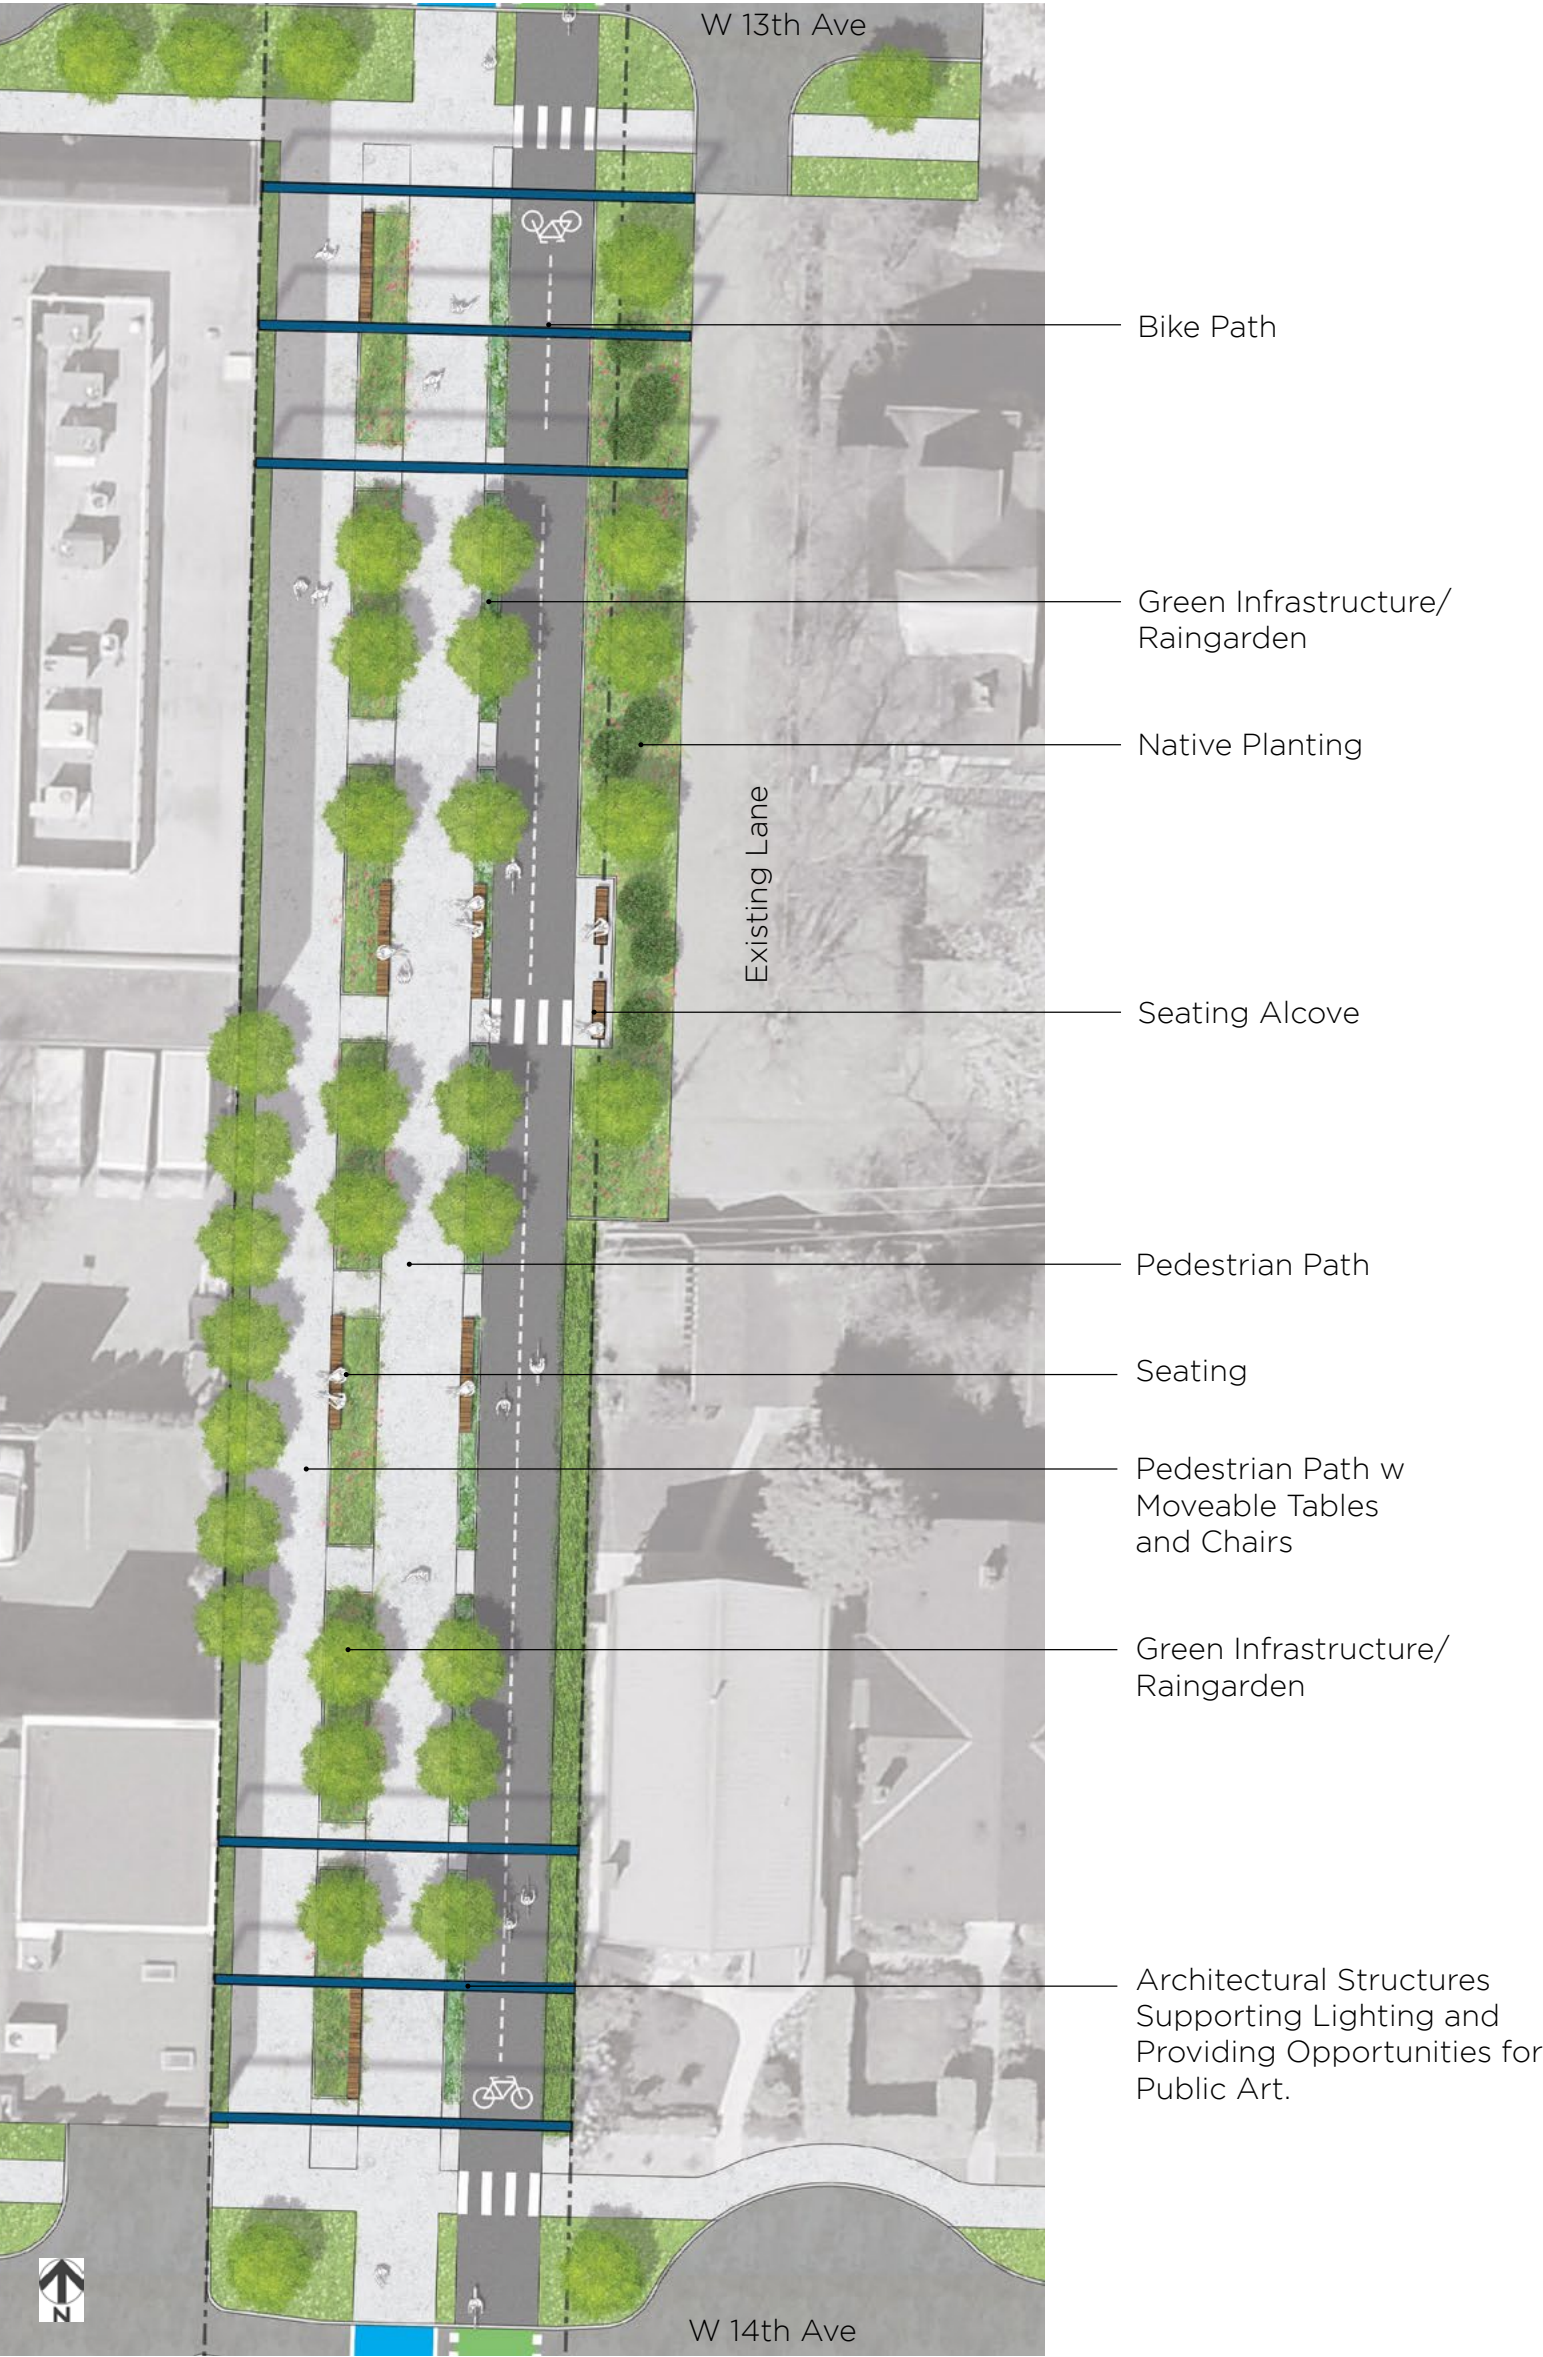 W 13th Ave
Bike Path
Green Infrastructure/
Raingarden
Native Planting
Existing Lane
Seating Alcove
Pedestrian Path
Seating
Pedestrian Path w
Moveable Tables
and Chairs
Green Infrastructure/
Raingarden
Architectural Structures
Supporting Lighting and
Providing Opportunities for
Public Art.
N
W 14th Ave